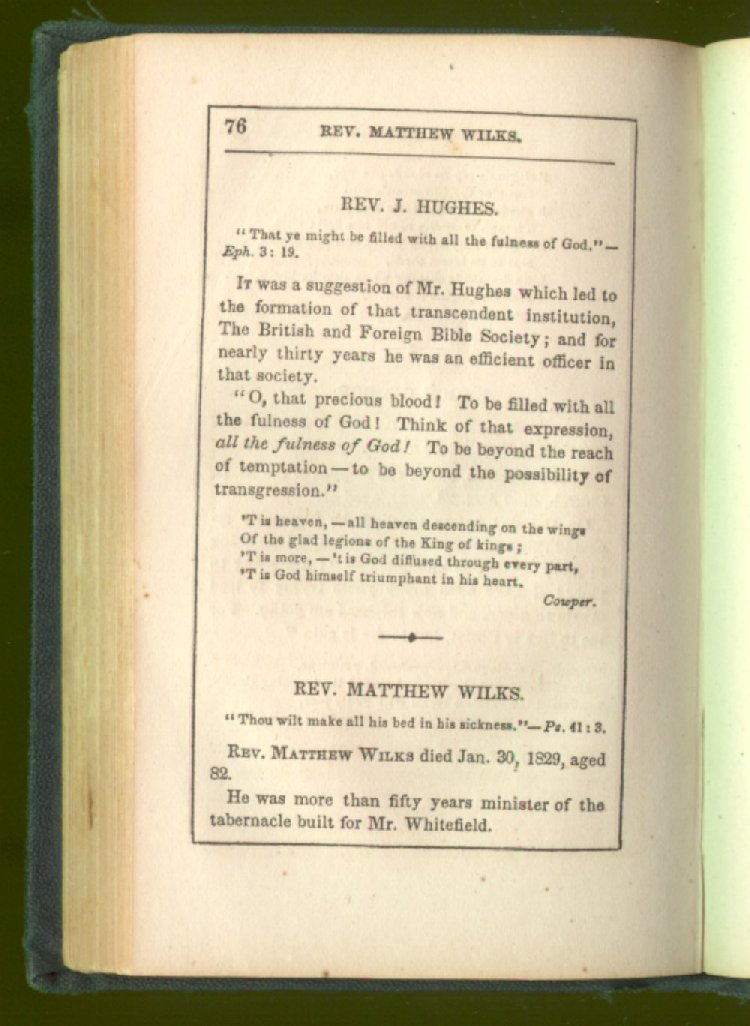 76 REV. MATTHEW WILKS.
REV. J. HUGHES.
“That ye might be filled with all the fulness of God.”—
Eph. 3: 19.
It was a suggestion of Mr. Hughes which led to
the formation of that transcendent institution,
The British and Foreign Bible Society; and for
nearly thirty years he was an efficient officer in
that society.
“O, that precious blood! To be filled with all
the fulness of God! Think of that expression,
all the fulness of God! To be beyond the reach
of temptation—to be beyond the possibility of
transgression.”
’T is heaven, —all heaven descending on the wings
Of the glad legions of the King of kings;
’T is more, —’t is God diffused through every part,
’T is God himself triumphant in his heart.
Cowper.
REV. MATTHEW WILKS.
“Thou wilt make all his bed in his sickness.”—Ps. 41: 3.
Rev. Matthew Wilks died Jan. 30, 1829, aged
82.
He was more than fifty years minister of the
tabernacle built for Mr. Whitefield.